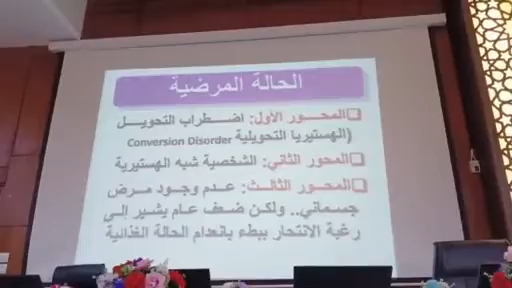 الحالة المرضية
المحور الأول: اضطراب التحويل
(الهستيريا التحويلية Conversion Disorder
المحور الثاني: الشخصية شبه الهستيرية
المحور الثالث: عدم وجود مرض
جسماني.. ولكن ضعف عام يشير إلى
رغبة الانتحار ببطء بانعدام الحالة الغذائية